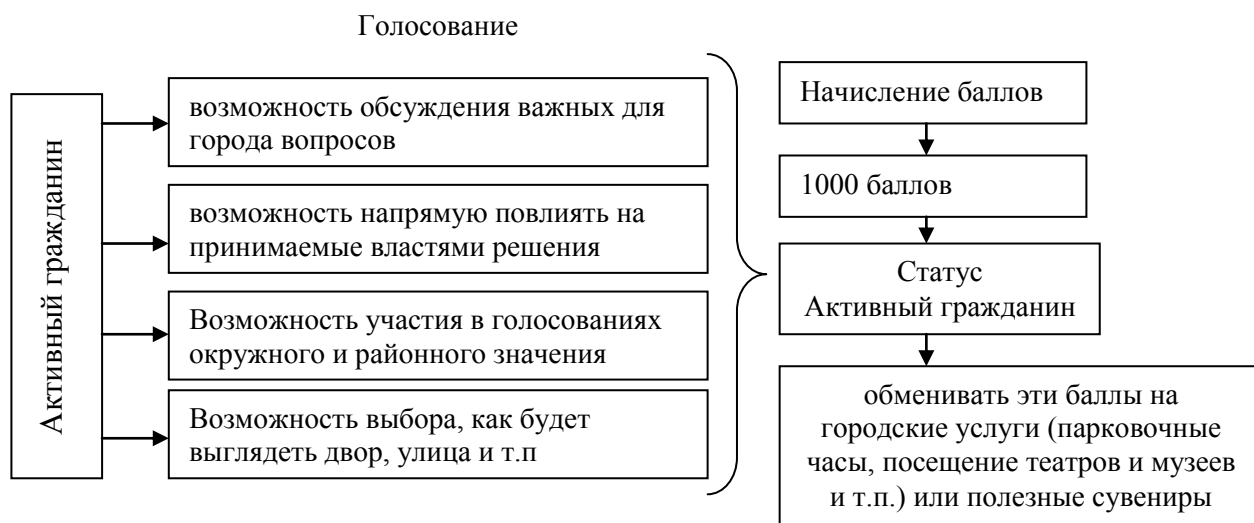 Голосование
Активный гражданин
возможность обсуждения важных для
города вопросов
возможность напрямую повлиять на
принимаемые властями решения
Возможность участия в голосованиях
окружного и районного значения
Возможность выбора, как будет
выглядеть двор, улица и т.п
Начисление баллов
1000 баллов
Статус
Активный гражданин
обменивать эти баллы на
городские услуги (парковочные
часы, посещение театров и музеев
и т.п.) или полезные сувениры